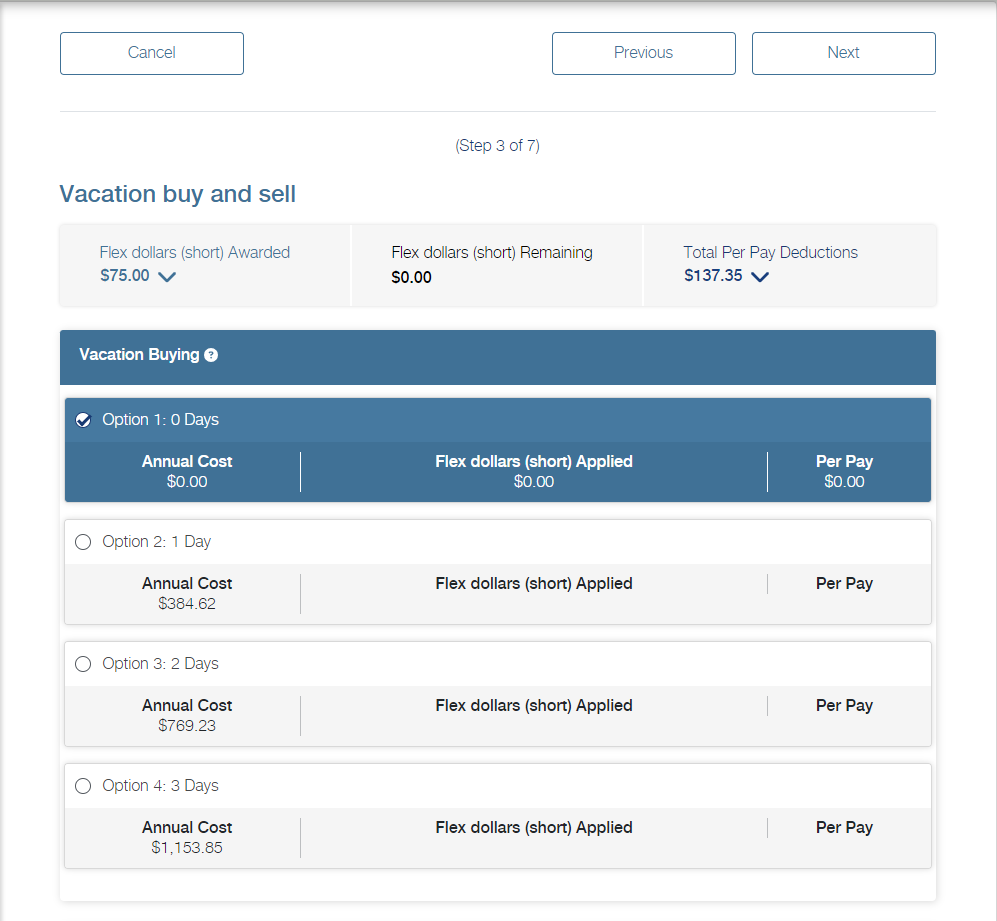 Cancel Previous Next
(Step 3 of 7)
Vacation buy and sell
Flex dollars (short) Awarded Flex dollars (short) Remaining Total Per Pay Deductions
$75.00 $0.00 $137.35
Vacation Buying ?
Option 1: 0 Days
Annual Cost Flex dollars (short) Applied Per Pay
$0.00 $0.00 $0.00
Option 2: 1 Day
Annual Cost Flex dollars (short) Applied Per Pay
$384.62
Option 3: 2 Days
Annual Cost Flex dollars (short) Applied Per Pay
$769.23
Option 4: 3 Days
Annual Cost Flex dollars (short) Applied Per Pay
$1,153.85